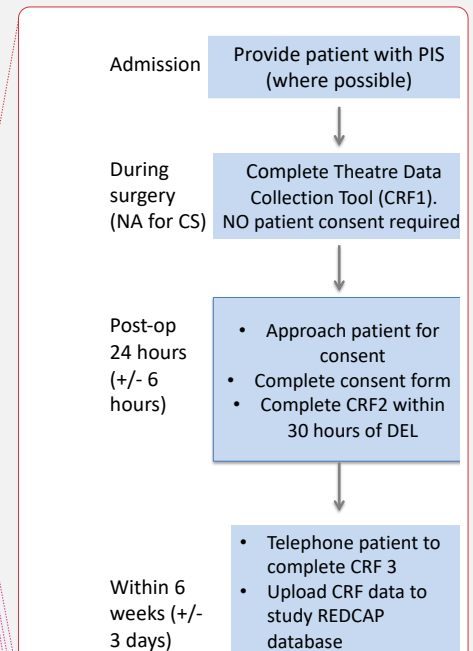 Admission
Provide patient with PIS
(where possible)
During
surgery
(NA for CS)
Complete Theatre Data
Collection Tool (CRF1).
NO patient consent required
Post-op
24 hours
(+/- 6
hours)
• Approach patient for
consent
• Complete consent form
• Complete CRF2 within
30 hours of DEL
Within 6
weeks (+/-
3 days)
• Telephone patient to
complete CRF 3
• Upload CRF data to
study REDCAP
database